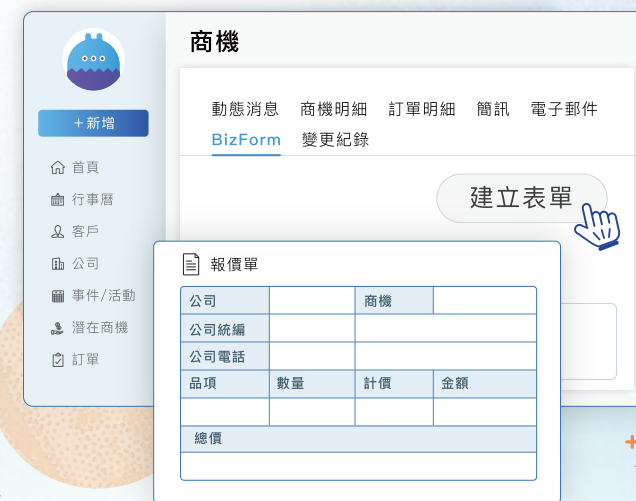 商機
動態消息 商機明細 訂單明細 簡訊 電子郵件
BizForm 變更紀錄
建立表單
+新增
首頁
行事曆
客戶
公司
事件/活動
潛在商機
訂單
報價單
公司 商機
公司統編
公司電話
品項 數量 計價 金額
總價